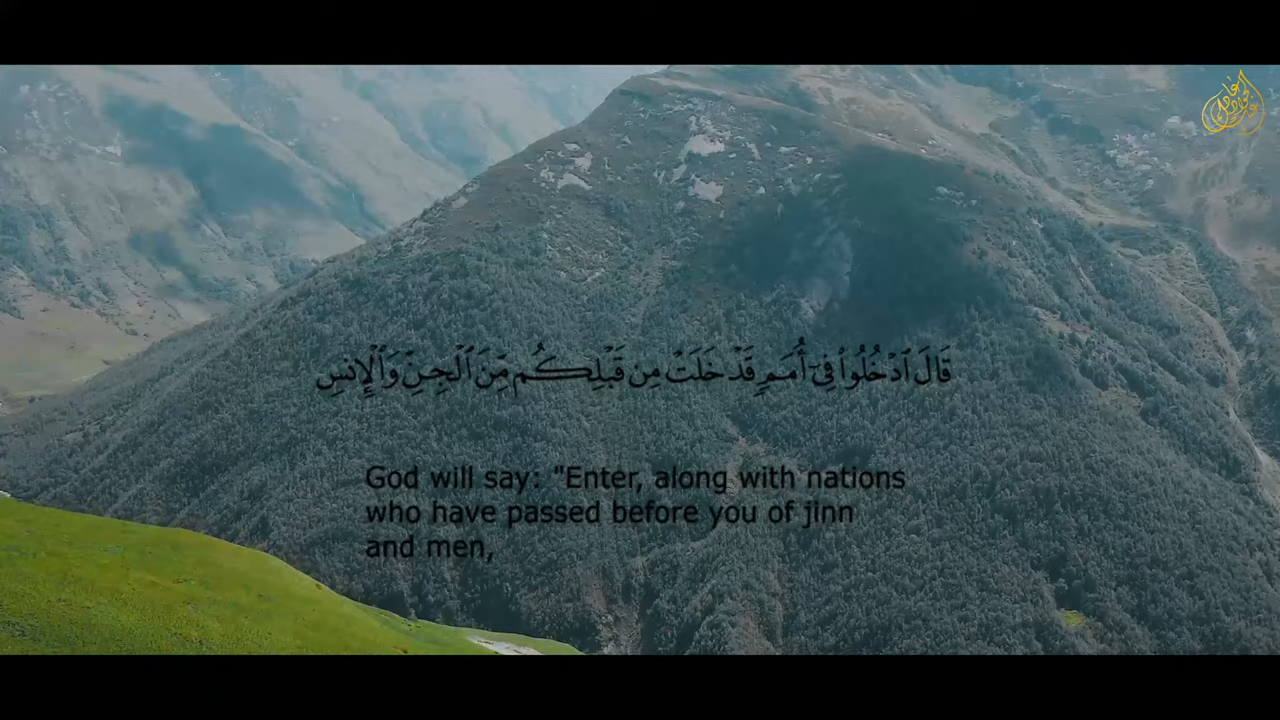 قَالَ ٱدْخُلُوا۟ فِىٓ أُمَمٍ قَدْ خَلَتْ مِن قَبْلِكُم مِّنَ ٱلْجِنِّ وَٱلْإِنسِ
God will say: "Enter, along with nations
who have passed before you of jinn
and men,